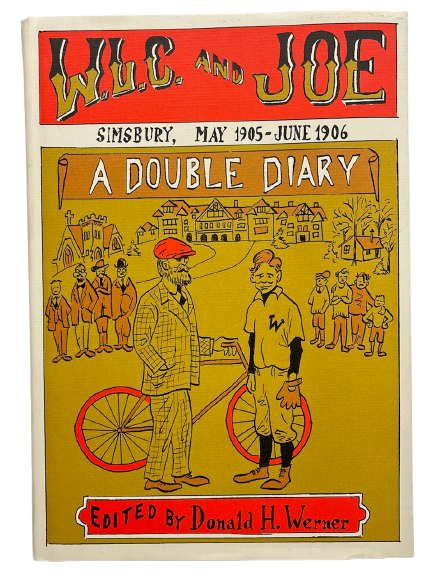 W.U.C. AND JOE
SIMSBURY, MAY 1905-JUNE 1906
A DOUBLE DIARY
W
EDITED BY Donald H. Werner